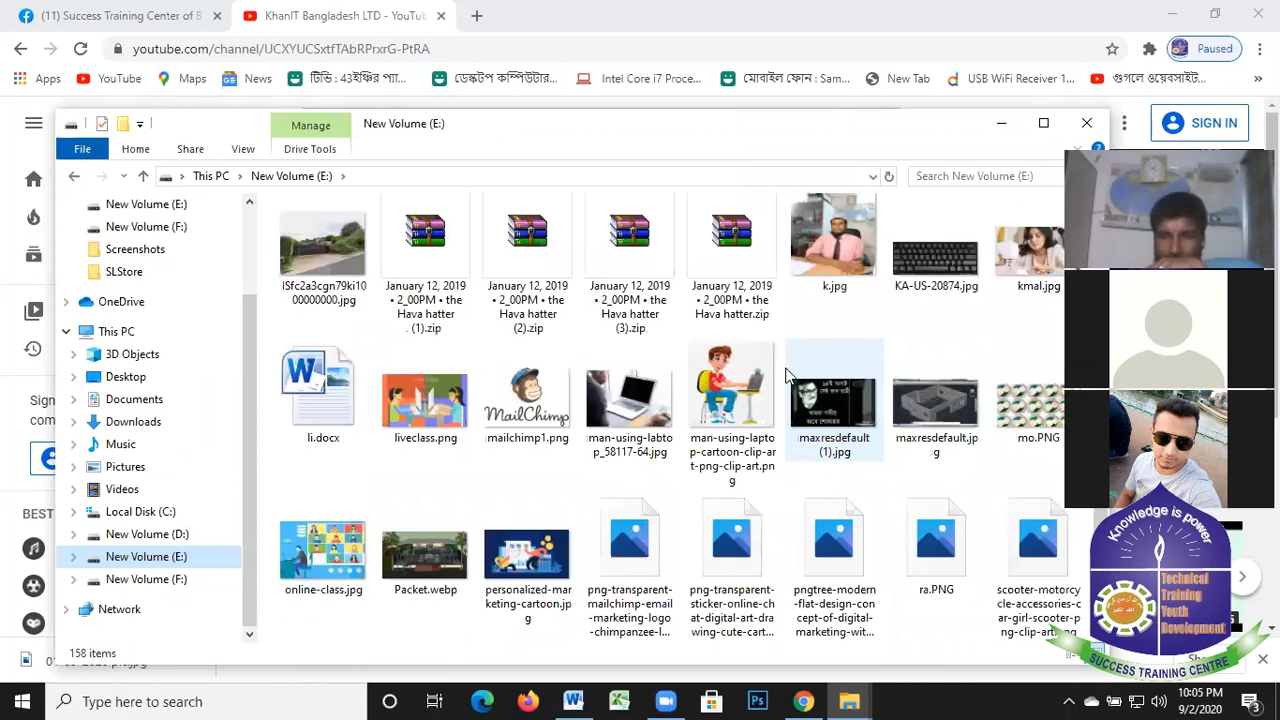 (11) Success Training Center of B
KhanIT Bangladesh LTD - YouTub
youtube.com/channel/UCXYUCSxtfTAbRPrxrG-PtRA
Paused
Apps
YouTube
Maps
News
টিভি : 43ইঞ্চির প্যা...
ডেস্কটপ কম্পিউটার...
Intel Core i7 Proce...
মোবাইল ফোন : Sam...
New Tab
USB WiFi Receiver 1...
গুগলে ওয়েবসাইট...
»
SIGN IN
Manage
New Volume (E:)
File
Home
Share
View
Drive Tools
This PC
New Volume (E:)
Search New Volume (E:)
New Volume (E:)
New Volume (F:)
Screenshots
SLStore
OneDrive
This PC
3D Objects
Desktop
Documents
Downloads
Music
Pictures
Videos
Local Disk (C:)
New Volume (D:)
New Volume (E:)
New Volume (F:)
Network
January 12, 2019
• 2_00PM • the
Hava hatter
. (1).zip
January 12, 2019
• 2_00PM • the
Hava hatter
(2).zip
January 12, 2019
• 2_00PM • the
Hava hatter
(3).zip
January 12, 2019
• 2_00PM • the
Hava hatter.zip
ISfc2a3cgn79ki10
00000000.jpg
k.jpg
KA-US-20874.jpg
kmal.jpg
li.docx
liveclass.png
MailChimp
mailchimp1.png
man-using-labto
p_58117-64.jpg
man-using-lapto
p-cartoon-clip-ar
t-png-clip-art.pn
g
maxresdefault
(1).jpg
maxresdefault.jp
g
mo.PNG
online-class.jpg
Packet.webp
personalized-mar
keting-cartoon.jp
g
png-transparent-
mailchimp-email
-marketing-logo
-chimpanzee-l...
png-transparent-
sticker-online-ch
at-digital-art-dra
wing-cute-cart...
pngtree-modern
-flat-design-con
cept-of-digital-
marketing-wit...
ra.PNG
scooter-motorcy
cle-accessories-c
ar-girl-scooter-p
ng-clip-art
158 items
Sign
com
BEST
Knowledge is power
Technical
Training
Youth
Development
SUCCESS TRAINING CENTRE
Type here to search
10:05 PM
9/2/2020
3